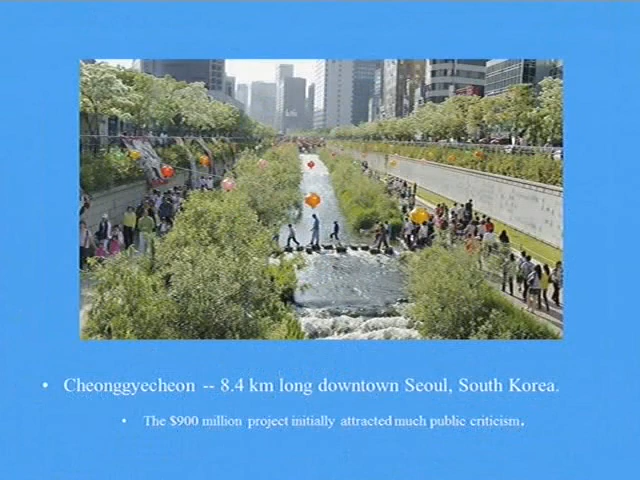 • Cheonggyecheon -- 8.4 km long downtown Seoul, South Korea.
• The $900 million project initially attracted much public criticism,